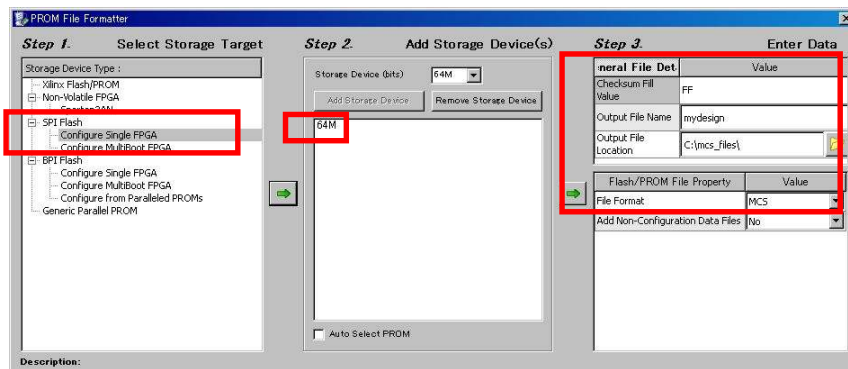 PROM File Formatter
Step 1. Select Storage Target
Storage Device Type :
Xilinx Flash/PROM
Non-Volatile FPGA
Spartan3AN
SPI Flash
Configure Single FPGA
Configure MultiBoot FPGA
BPI Flash
Configure Single FPGA
Configure MultiBoot FPGA
Configure from Paralleled PROMs
Generic Parallel PROM
Description:
Step 2. Add Storage Device(s)
Storage Device (bits) 64M
Add Storage Device Remove Storage Device
64M
Auto Select PROM
Step 3. Enter Data
neral File Det Value
Checksum Fill
Value FF
Output File Name mydesign
Output File
Location C:\mcs_files\
Flash/PROM File Property Value
File Format MCS
Add Non-Configuration Data Files No